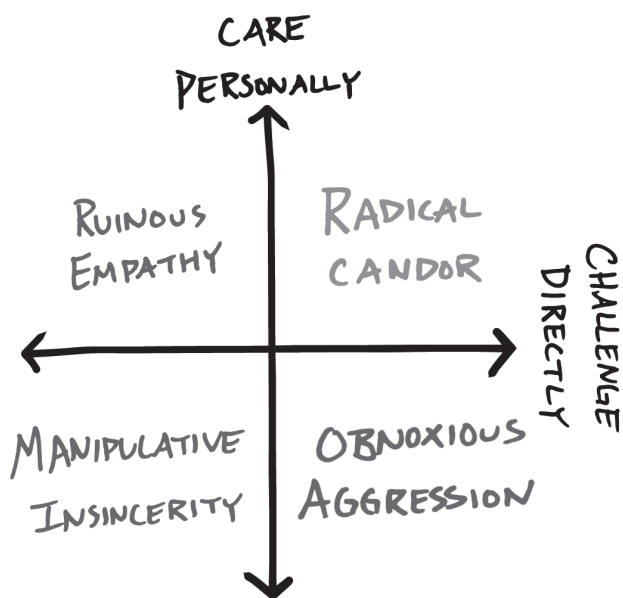 CARE
PERSONALLY
RUINOUS
EMPATHY
RADICAL
CANDOR
CHALLENGE
DIRECTLY
MANIPULATIVE
INSINCERITY
OBNOXIOUS
AGGRESSION